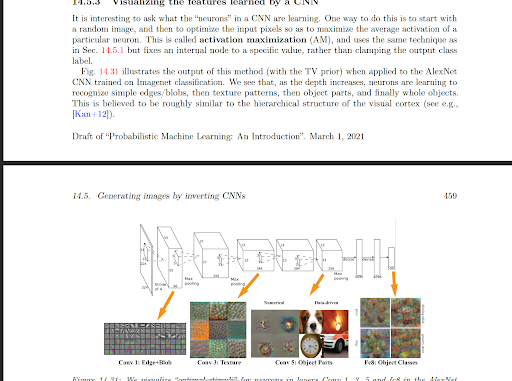 14.5.3 Visualizing the features learned by a CNN
It is interesting to ask what the “neurons” in a CNN are learning. One way to do this is to start with
a random image, and then to optimize the input pixels so as to maximize the average activation of a
particular neuron. This is called activation maximization (AM), and uses the same technique as
in Sec. 14.5.1 but fixes an internal node to a specific value, rather than clamping the output class
label.
Fig. 14.31 illustrates the output of this method (with the TV prior) when applied to the AlexNet
CNN trained on Imagenet classification. We see that, as the depth increases, neurons are learning to
recognize simple edges/blobs, then texture patterns, then object parts, and finally whole objects.
This is believed to be roughly similar to the hierarchical structure of the visual cortex (see e.g.,
[Kan+12]).
Draft of “Probabilistic Machine Learning: An Introduction”. March 1, 2021
14.5. Generating images by inverting CNNs 459
Stride of 4
Max pooling
Max pooling
Max pooling
Numerical Data-driven
Conv 1: Edge+Blob Conv 3: Texture Conv 5: Object Parts Fc8: Object Classes
Figure 14.31: We visualize “optimal stimuli” for neurons in layers Conv 1, 3, 5 and fc8 in the AlexNet